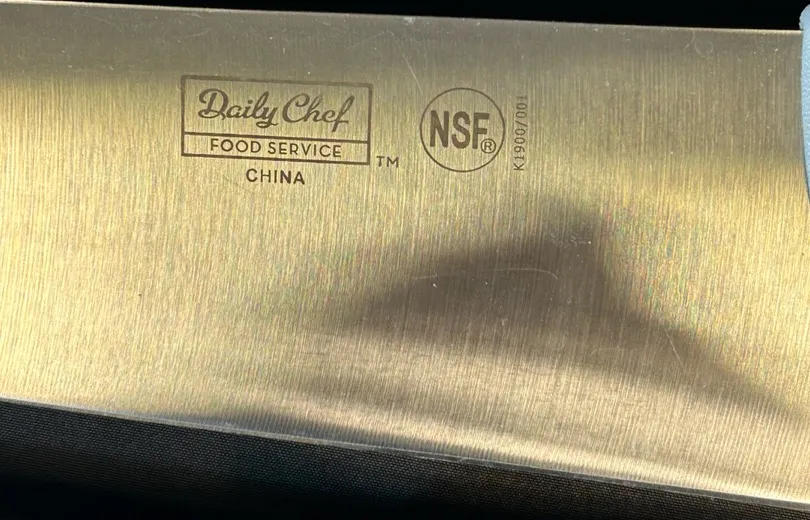 Daily Chef
FOOD SERVICE
TM
CHINA
NSF®
K1900/001